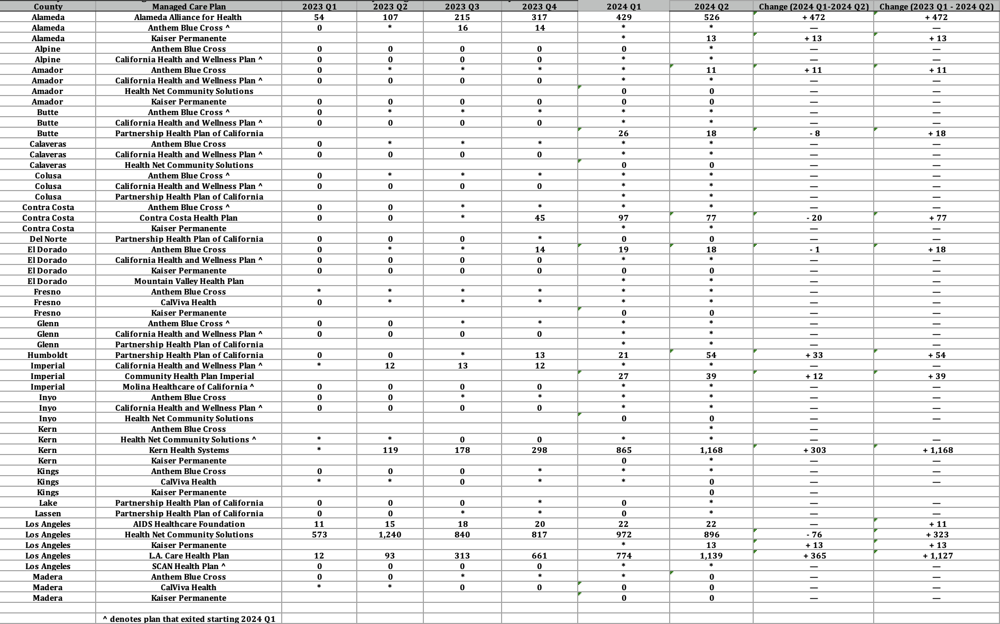 County Managed Care Plan 2023 Q1 2023 Q2 2023 Q3 2023 Q4 2024 Q1 2024 Q2 Change (2024 Q1-2024 Q2) Change (2023 Q1 - 2024 Q2)
Alameda Alameda Alliance for Health 54 107 215 317 429 526 + 472 + 472
Alameda Anthem Blue Cross ^ 0 * 16 14 * * — —
Alameda Kaiser Permanente * 13 + 13 + 13
Alpine Anthem Blue Cross 0 0 0 0 0 * — —
Alpine California Health and Wellness Plan ^ 0 0 0 0 * * — —
Amador Anthem Blue Cross 0 * * * * 11 + 11 + 11
Amador California Health and Wellness Plan ^ 0 0 0 0 * * — —
Amador Health Net Community Solutions 0 0 — —
Amador Kaiser Permanente 0 0 0 0 0 0 — —
Butte Anthem Blue Cross ^ 0 * * * * * — —
Butte California Health and Wellness Plan ^ 0 0 0 0 * * — —
Butte Partnership Health Plan of California 26 18 - 8 + 18
Calaveras Anthem Blue Cross 0 * * * * * — —
Calaveras California Health and Wellness Plan ^ 0 0 0 0 * * — —
Calaveras Health Net Community Solutions 0 0 — —
Colusa Anthem Blue Cross ^ 0 * * * * * — —
Colusa California Health and Wellness Plan ^ 0 0 0 0 * * — —
Colusa Partnership Health Plan of California * * — —
Contra Costa Anthem Blue Cross ^ 0 0 * * * * — —
Contra Costa Contra Costa Health Plan 0 0 * 45 97 77 - 20 + 77
Contra Costa Kaiser Permanente * * — —
Del Norte Partnership Health Plan of California 0 0 0 * 0 0 — —
El Dorado Anthem Blue Cross 0 * * 14 19 18 - 1 + 18
El Dorado California Health and Wellness Plan ^ 0 0 0 0 * * — —
El Dorado Kaiser Permanente 0 0 0 0 0 0 — —
El Dorado Mountain Valley Health Plan * * — —
Fresno Anthem Blue Cross * * * * * * — —
Fresno CalViva Health 0 * * * * * — —
Fresno Kaiser Permanente 0 0 — —
Glenn Anthem Blue Cross ^ 0 0 * * * * — —
Glenn California Health and Wellness Plan ^ 0 0 0 0 * * — —
Glenn Partnership Health Plan of California * * — —
Humboldt Partnership Health Plan of California 0 0 * 13 21 54 + 33 + 54
Imperial California Health and Wellness Plan ^ * 12 13 12 * * — —
Imperial Community Health Plan Imperial 27 39 + 12 + 39
Imperial Molina Healthcare of California ^ 0 0 0 0 * * — —
Inyo Anthem Blue Cross 0 0 * * * * — —
Inyo California Health and Wellness Plan ^ 0 0 0 0 * * — —
Inyo Health Net Community Solutions 0 0 — —
Kern Anthem Blue Cross * —
Kern Health Net Community Solutions ^ * * 0 0 * * — —
Kern Kern Health Systems * 119 178 298 865 1,168 + 303 + 1,168
Kern Kaiser Permanente 0 * — —
Kings Anthem Blue Cross 0 0 0 * * * — —
Kings CalViva Health * * 0 * * 0 — —
Kings Kaiser Permanente 0 —
Lake Partnership Health Plan of California 0 0 0 * 0 * — —
Lassen Partnership Health Plan of California 0 0 * * 0 * — —
Los Angeles AIDS Healthcare Foundation 11 15 18 20 22 22 — + 11
Los Angeles Health Net Community Solutions 573 1,240 840 817 972 896 - 76 + 323
Los Angeles Kaiser Permanente * 13 + 13 + 13
Los Angeles L.A. Care Health Plan 12 93 313 661 774 1,139 + 365 + 1,127
Los Angeles SCAN Health Plan ^ 0 0 0 0 * * — —
Madera Anthem Blue Cross 0 0 * * * 0 — —
Madera CalViva Health * * 0 0 0 0 — —
Madera Kaiser Permanente 0 0 — —
^ denotes plan that exited starting 2024 Q1